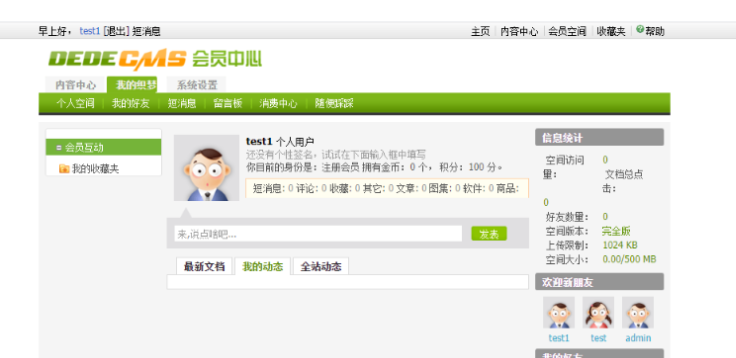 早上好， test1 [退出] 短消息
主页 内容中心 会员空间 收藏夹 帮助
DEDE CMS 会员中心
内容中心 我的织梦 系统设置
个人空间 我的好友 短消息 留言板 消费中心 随便踩踩
会员互动
我的收藏夹
test1 个人用户
还没有个性签名，试试在下面输入框中填写
你目前的身份是：注册会员 拥有金币：0 个，积分：100 分。
短消息: 0 评论: 0 收藏: 0 其它: 0 文章: 0 图集: 0 软件: 0 商品:
来,说点啥吧...
发表
最新文档 我的动态 全站动态
信息统计
空间访问量： 0
文档总点击：
0
好友数量： 0
空间版本： 完全版
上传限制： 1024 KB
空间大小： 0.00/500 MB
欢迎新朋友
test1 test admin
我的好友